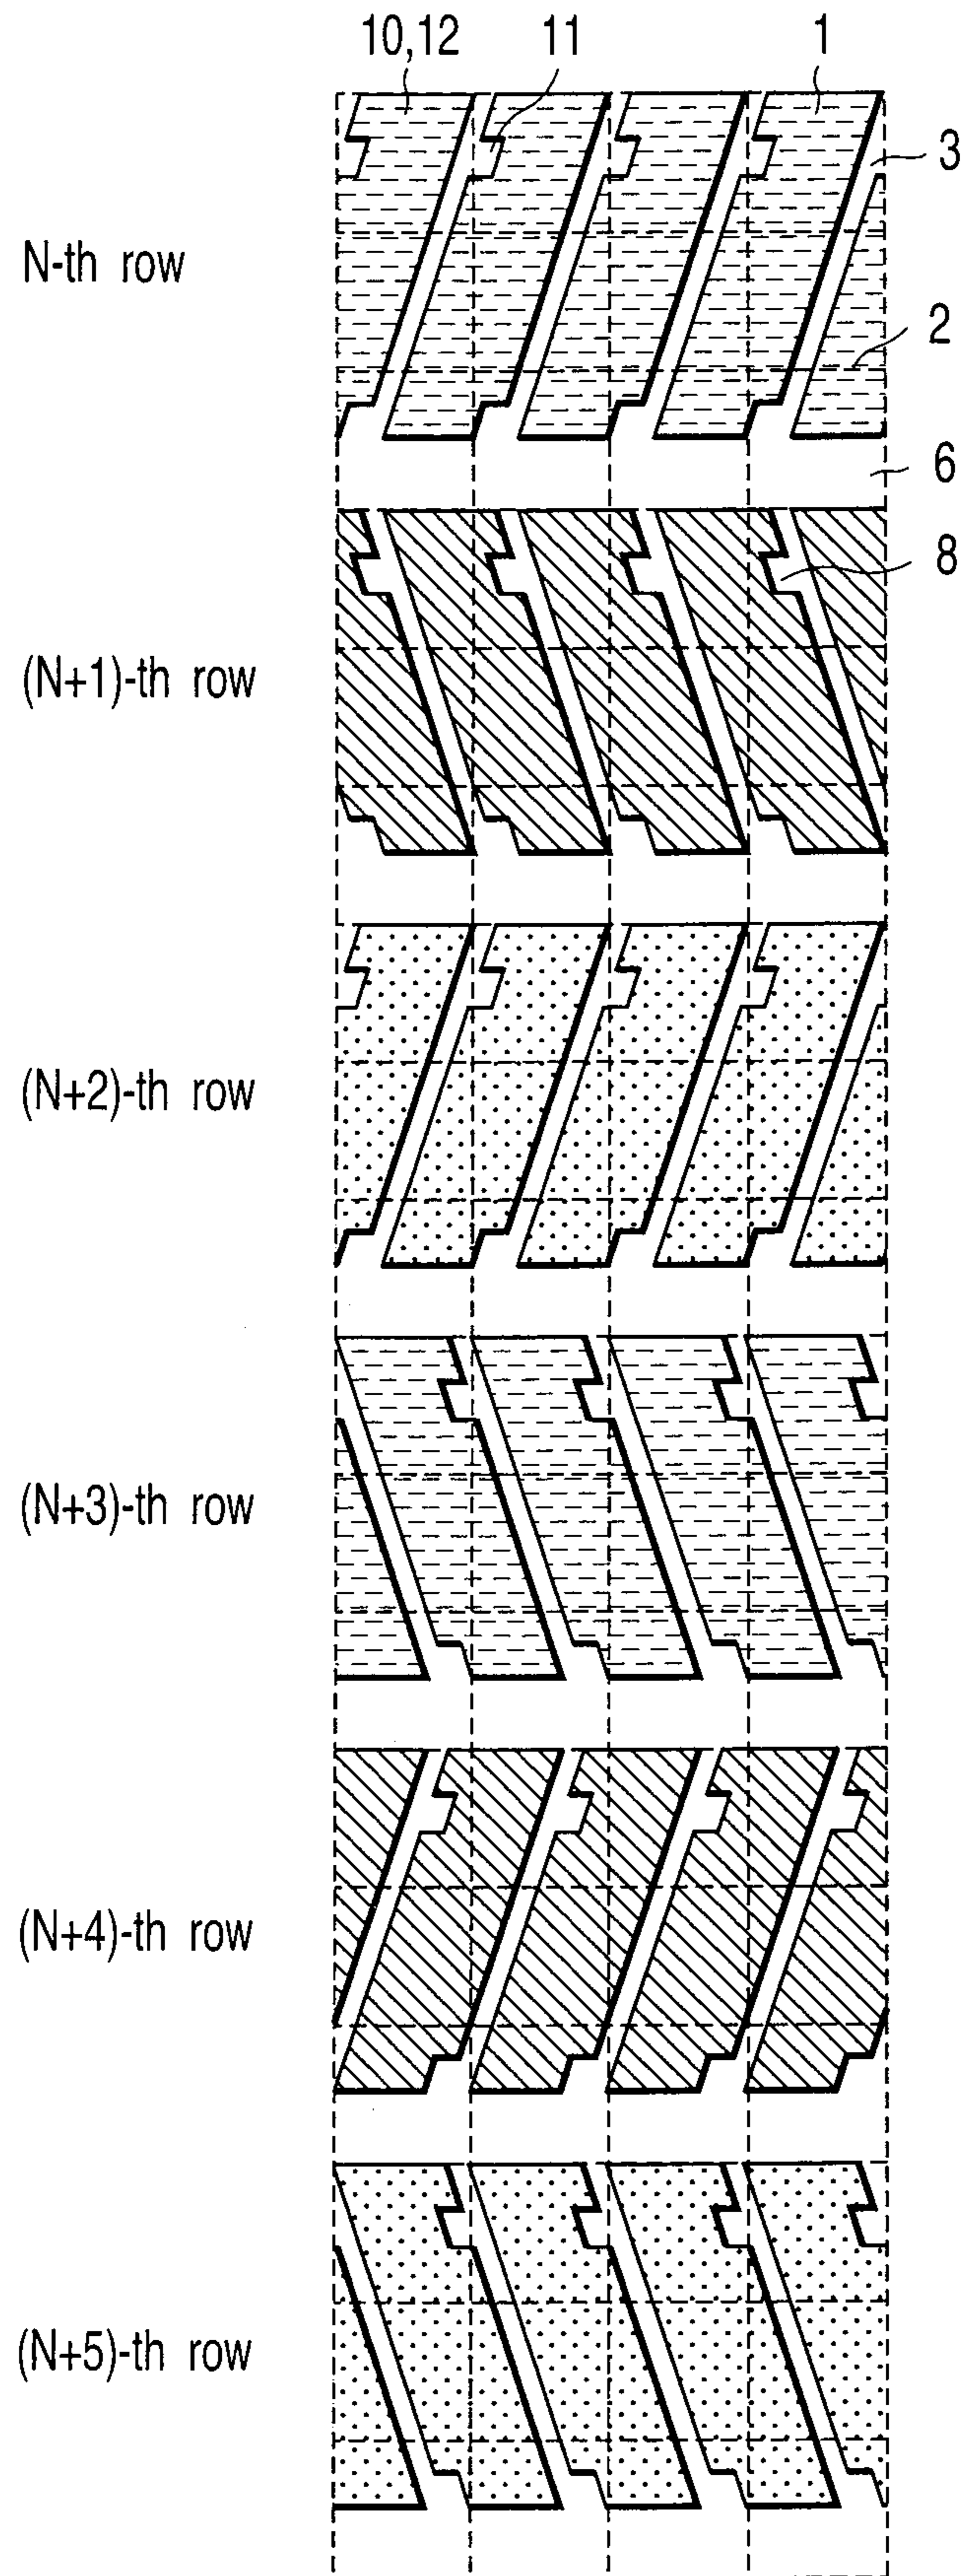 10,12 11 1
3
N-th row
2
6
8
(N+1)-th row
(N+2)-th row
(N+3)-th row
(N+4)-th row
(N+5)-th row